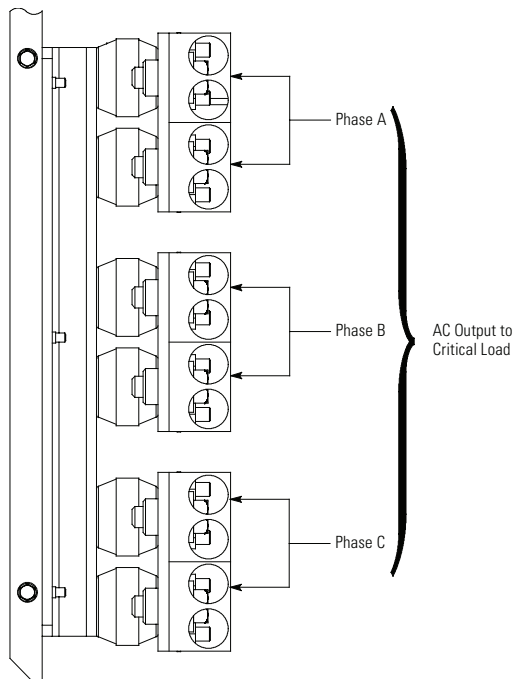 Phase A
Phase B
AC Output to
Critical Load
Phase C